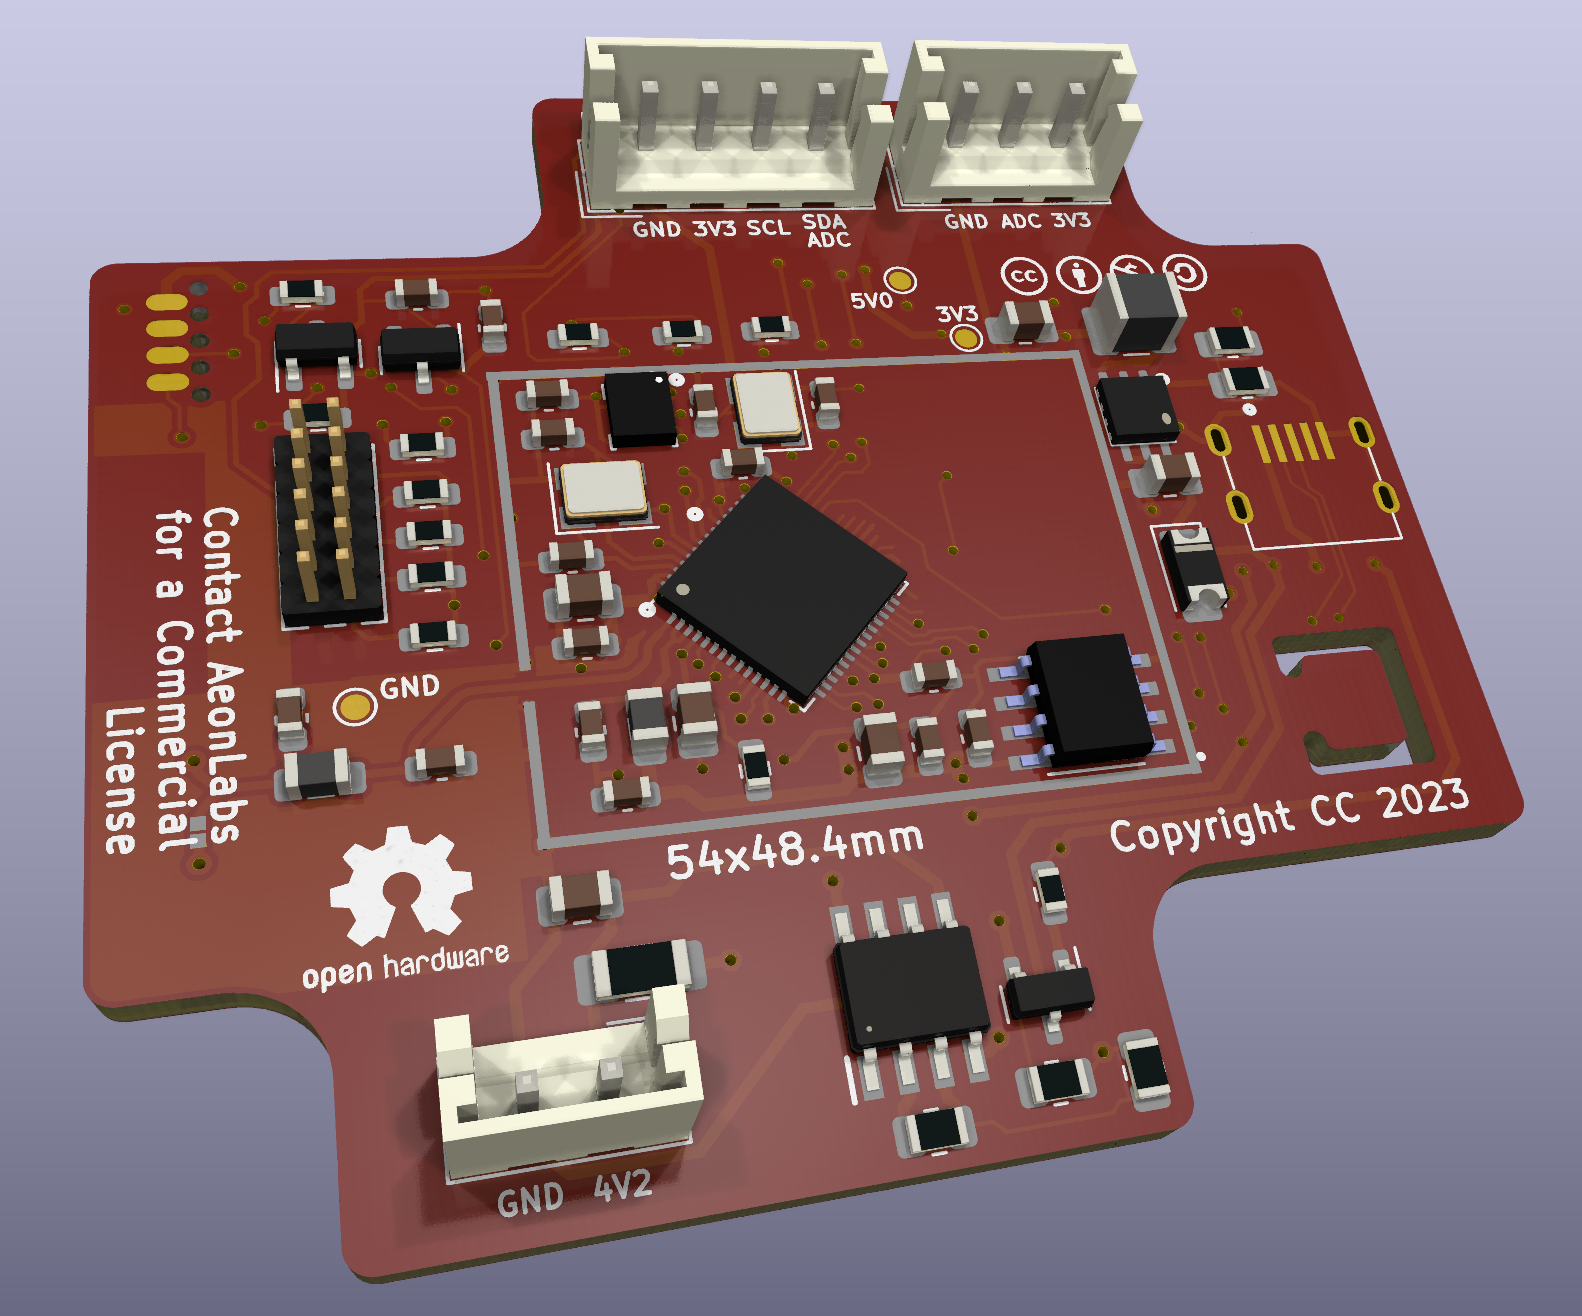 GND 3V3 SCL SDA
ADC
GND ADC 3V3
5V0
3V3
cc
GND
Contact AeonLabs
for a Commercial
License
54x48.4mm
Copyright CC 2023
open hardware
GND 4V2